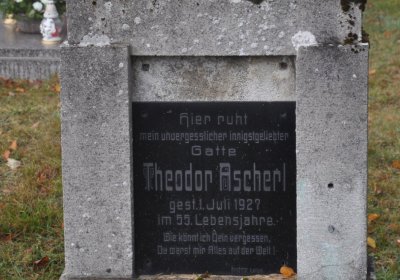 Hier ruht
mein unvergesslicher innigstgeliebter
Gatte
Theodor Ascherl
gest. 1. Juli 1927
im 55. Lebensjahre.
Wie könnt ich Dein vergessen,
Du warst mir Alles auf der Welt!